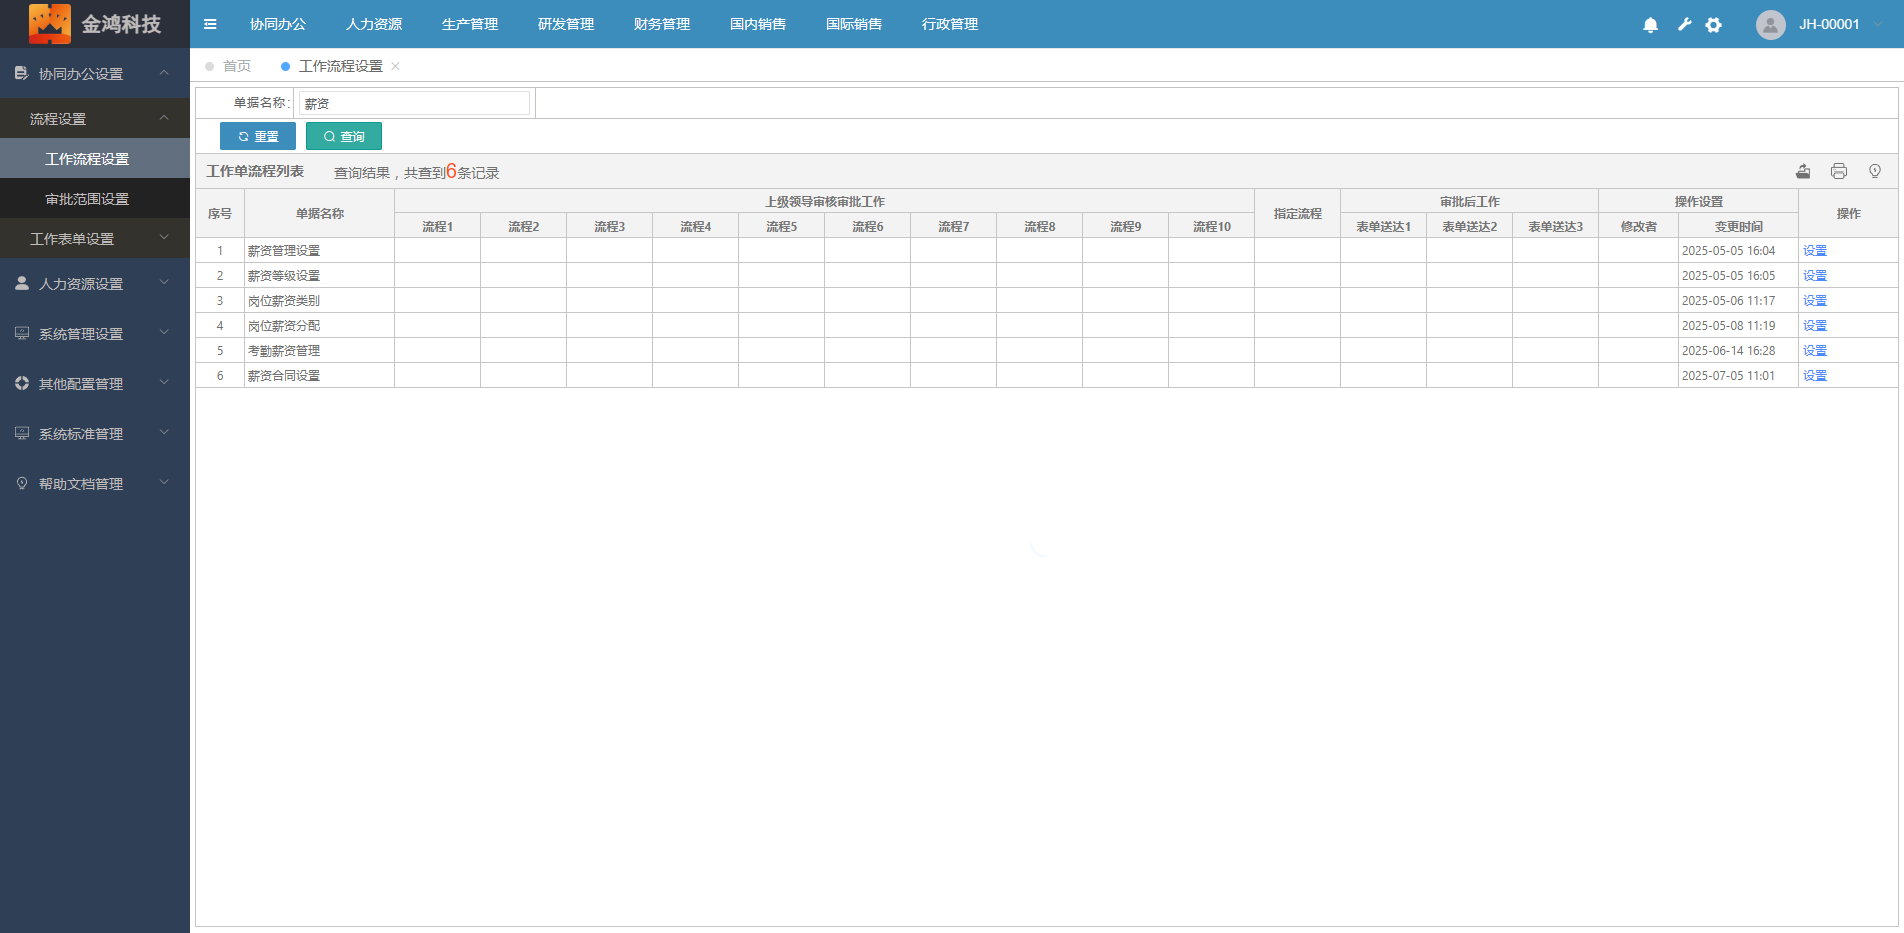 金鸿科技
协同办公 人力资源 生产管理 研发管理 财务管理 国内销售 国际销售 行政管理
JH-00001
协同办公设置
流程设置
工作流程设置
审批范围设置
工作表单设置
人力资源设置
系统管理设置
其他配置管理
系统标准管理
帮助文档管理
首页 工作流程设置
单据名称: 薪资
重置 查询
工作单流程列表 查询结果，共查到6条记录
序号 单据名称 上级领导审核审批工作 指定流程 审批后工作 操作设置 操作
流程1 流程2 流程3 流程4 流程5 流程6 流程7 流程8 流程9 流程10 表单送达1 表单送达2 表单送达3 修改者 变更时间
1 薪资管理设置 2025-05-05 16:04 设置
2 薪资等级设置 2025-05-05 16:05 设置
3 岗位薪资类别 2025-05-06 11:17 设置
4 岗位薪资分配 2025-05-08 11:19 设置
5 考勤薪资管理 2025-06-14 16:28 设置
6 薪资合同设置 2025-07-05 11:01 设置